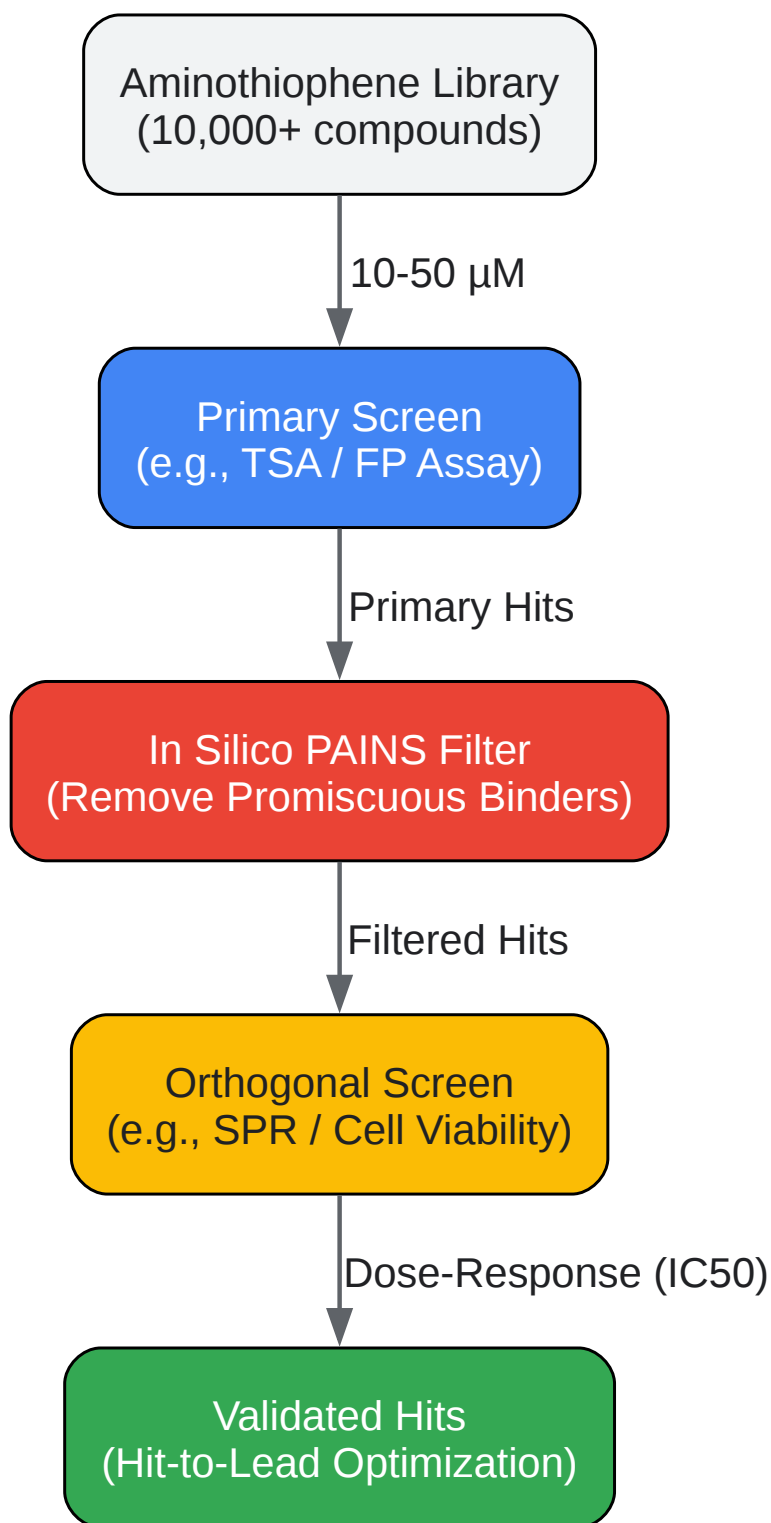 Aminothiophene Library
(10,000+ compounds)
10-50 µM
Primary Screen
(e.g., TSA / FP Assay)
Primary Hits
In Silico PAINS Filter
(Remove Promiscuous Binders)
Filtered Hits
Orthogonal Screen
(e.g., SPR / Cell Viability)
Dose-Response (IC50)
Validated Hits
(Hit-to-Lead Optimization)